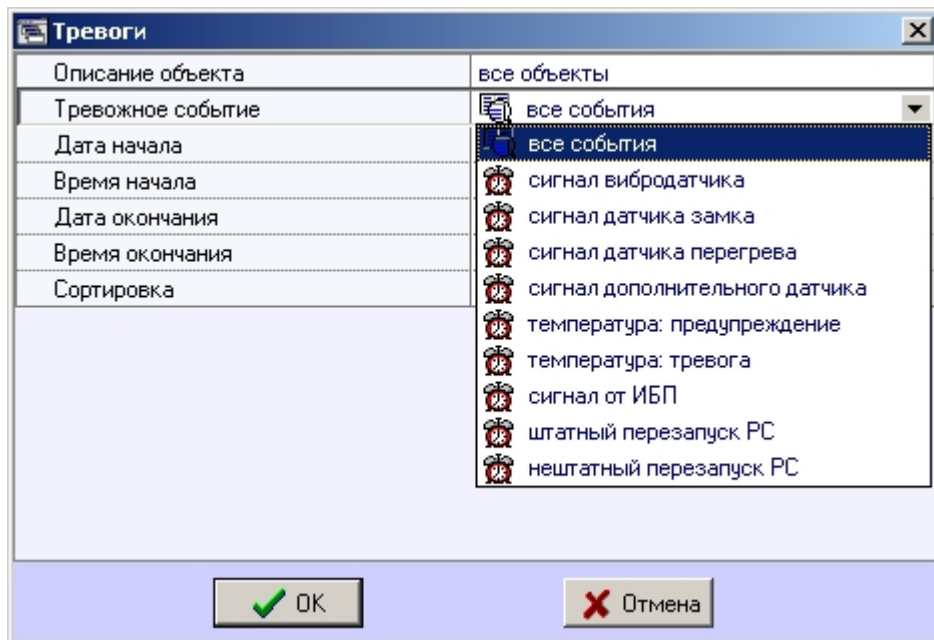 Тревоги
Описание объекта все объекты
Тревожное событие все события
Дата начала все события
Время начала сигнал вибродатчика
Дата окончания сигнал датчика замка
Время окончания сигнал датчика перегрева
Сортировка сигнал дополнительного датчика
температура: предупреждение
температура: тревога
сигнал от ИБП
штатный перезапуск РС
нештатный перезапуск РС
OK Отмена